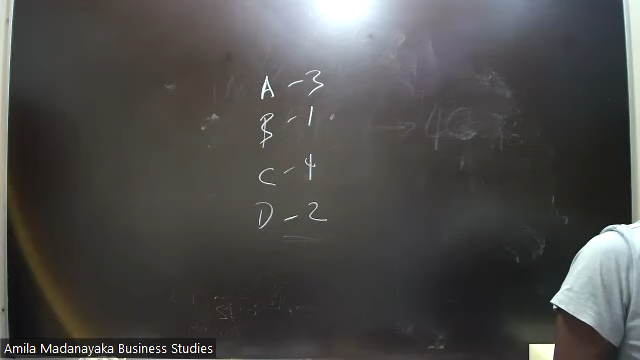 A - 3
B - 1
C - 4
D - 2
Amila Madanayaka Business Studies